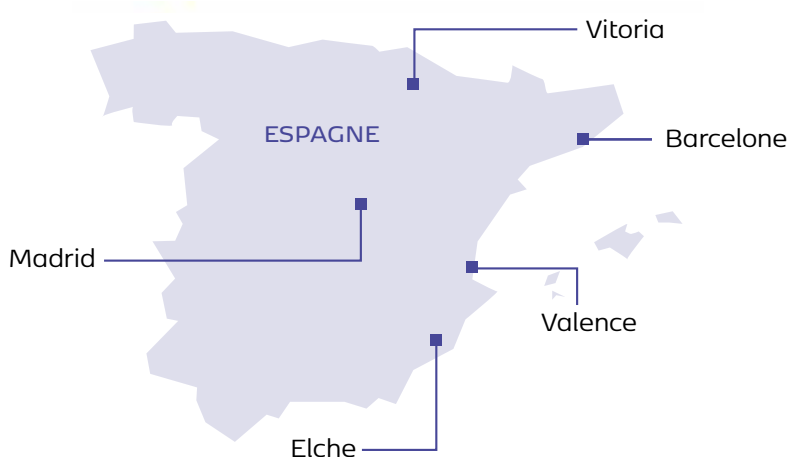 Vitoria
ESPAGNE
Barcelone
Madrid
Valence
Elche